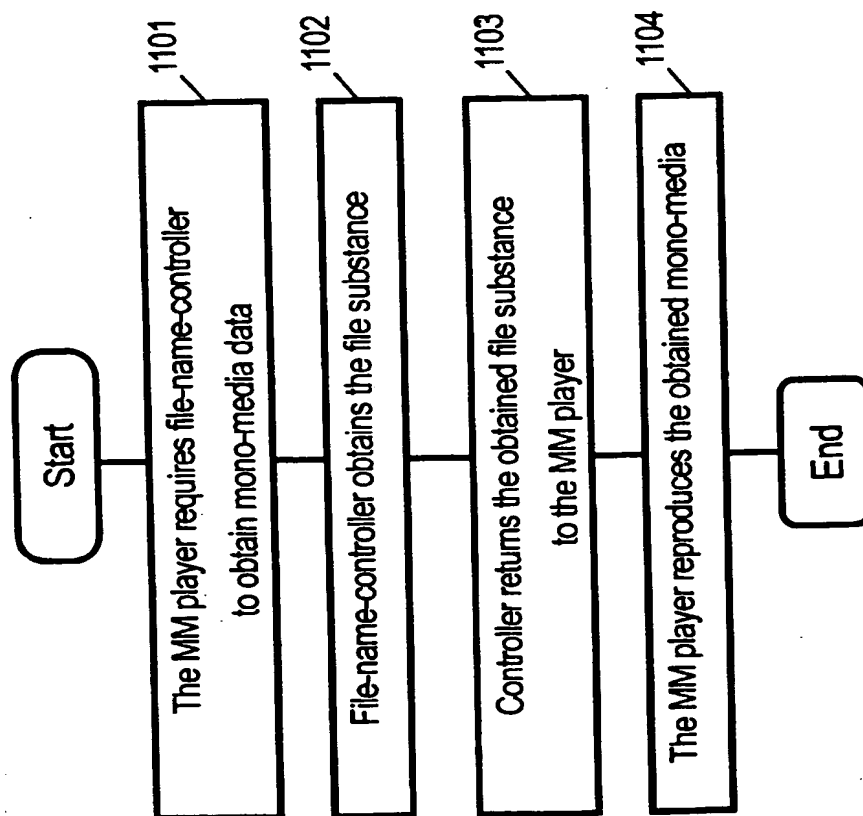 Start
1101
The MM player requires file-name-controller
to obtain mono-media data
1102
File-name-controller obtains the file substance
1103
Controller returns the obtained file substance
to the MM player
1104
The MM player reproduces the obtained mono-media
End